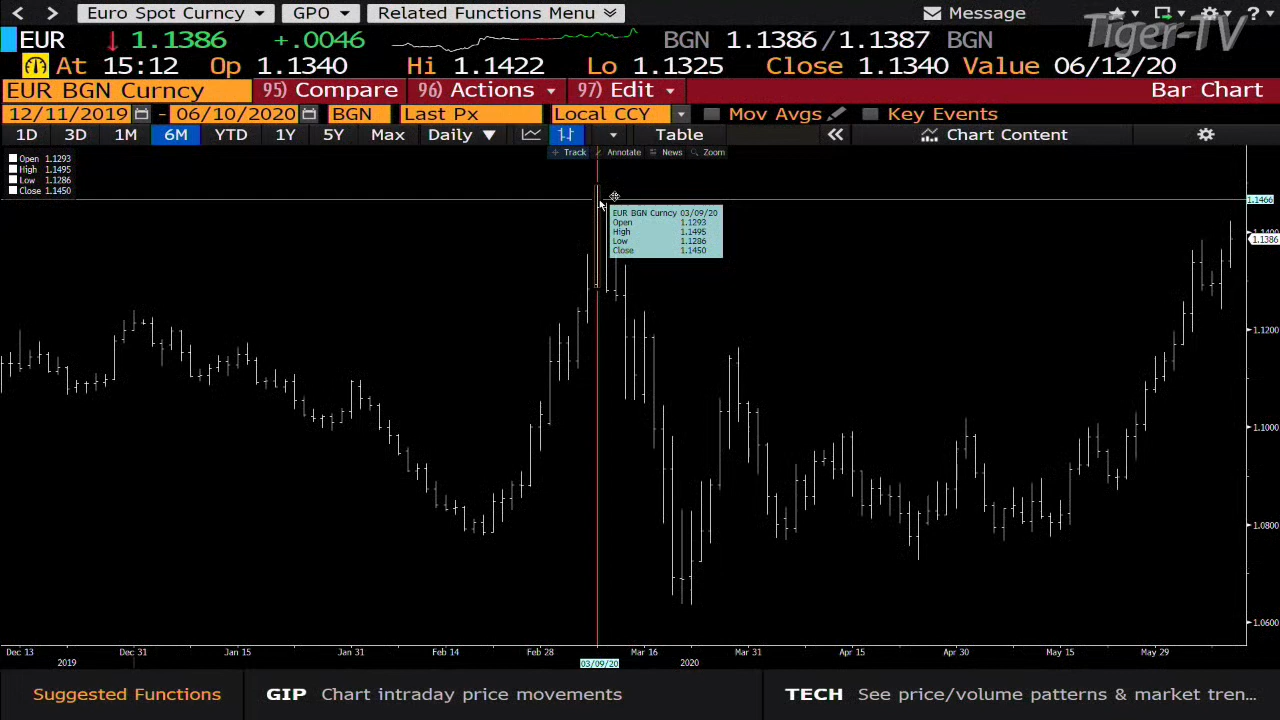 Euro Spot Curncy GPO Related Functions Menu Message ?
Tiger-TV
EUR ↓ 1.1386 +.0046 BGN 1.1386/1.1387 BGN
At 15:12 Op 1.1340 Hi 1.1422 Lo 1.1325 Close 1.1340 Value 06/12/20
EUR BGN Curncy 95) Compare 96) Actions 97) Edit Bar Chart
12/11/2019 - 06/10/2020 BGN Last Px Local CCY Mov Avgs Key Events
1D 3D 1M 6M YTD 1Y 5Y Max Daily ▼ Table « Chart Content
+ Track Annotate News Zoom
Open 1.1293
High 1.1495
Low 1.1286
Close 1.1450
1.1466
EUR BGN Curncy 03/09/20
Open 1.1293
High 1.1495
Low 1.1286
Close 1.1450
1.1400
1.1386
1.1200
1.1000
1.0800
1.0600
Dec 13 Dec 31 Jan 15 Jan 31 Feb 14 Feb 28 Mar 16 Mar 31 Apr 15 Apr 30 May 15 May 29
2019 03/09/20 2020
Suggested Functions GIP Chart intraday price movements TECH See price/volume patterns & market tren...